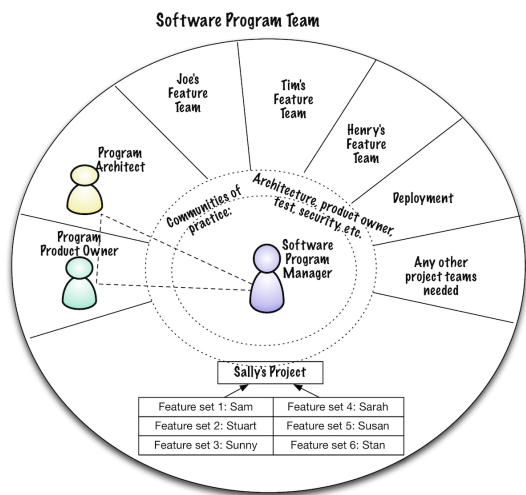 Software Program Team
Joe's
Feature
Team
Tim's
Feature
Team
Henry's
Feature
Team
Program
Architect
Deployment
Communities of
practice:
Architecture, product owner,
test, security, etc.
Program
Product Owner
Software
Program
Manager
Any other
project teams
needed
Sally's Project
Feature set 1: Sam
Feature set 4: Sarah
Feature set 2: Stuart
Feature set 5: Susan
Feature set 3: Sunny
Feature set 6: Stan